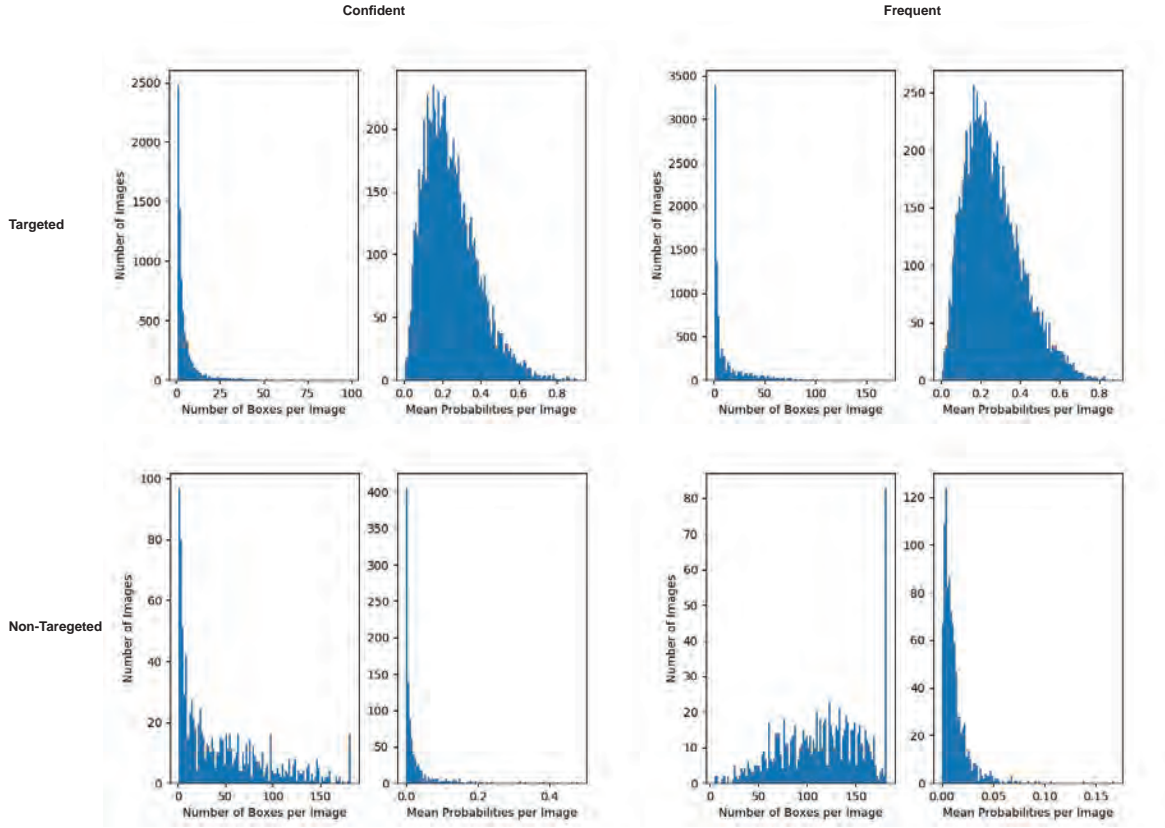 Confident
Frequent
Targeted
Number of Images
2500
2000
1500
1000
500
0
0 25 50 75 100
Number of Boxes per Image
200
150
100
50
0
0.0 0.2 0.4 0.6 0.8
Mean Probabilities per Image
Number of Images
3500
3000
2500
2000
1500
1000
500
0
0 50 100 150
Number of Boxes per Image
250
200
150
100
50
0
0.0 0.2 0.4 0.6 0.8
Mean Probabilities per Image
Non-Taregeted
Number of Images
100
80
60
40
20
0
0 50 100 150
Number of Boxes per Image
400
350
300
250
200
150
100
50
0
0.0 0.2 0.4
Mean Probabilities per Image
Number of Images
80
70
60
50
40
30
20
10
0
0 50 100 150
Number of Boxes per Image
120
100
80
60
40
20
0
0.00 0.05 0.10 0.15
Mean Probabilities per Image